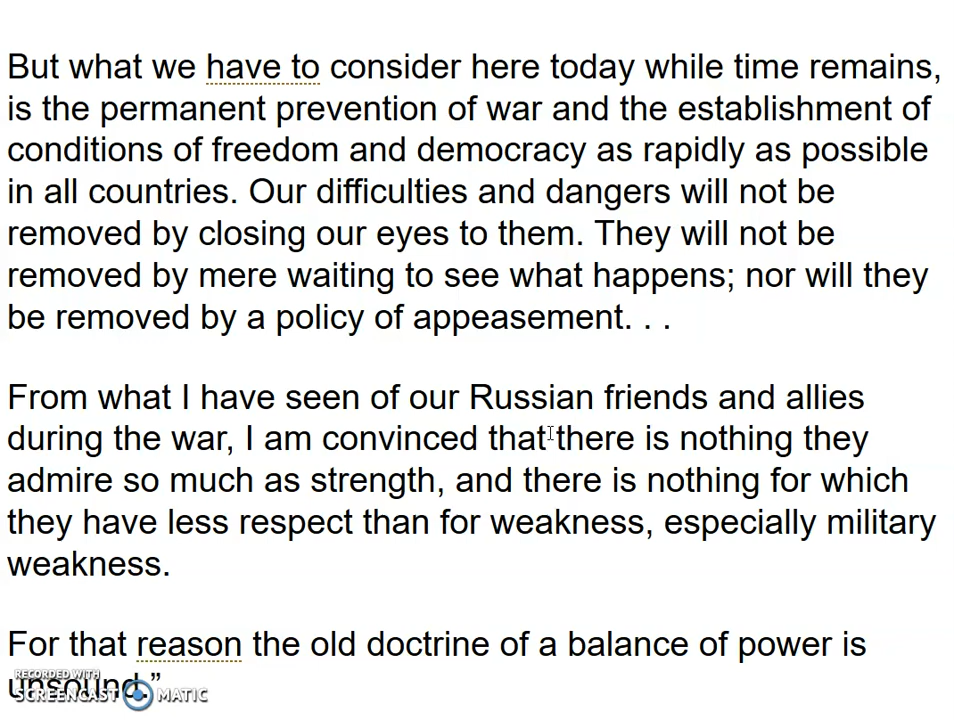 But what we have to consider here today while time remains,
is the permanent prevention of war and the establishment of
conditions of freedom and democracy as rapidly as possible
in all countries. Our difficulties and dangers will not be
removed by closing our eyes to them. They will not be
removed by mere waiting to see what happens; nor will they
be removed by a policy of appeasement. . .
From what I have seen of our Russian friends and allies
during the war, I am convinced that there is nothing they
admire so much as strength, and there is nothing for which
they have less respect than for weakness, especially military
weakness.
For that reason the old doctrine of a balance of power is
unsound.”
RECORDED WITH
SCREENCAST MATIC